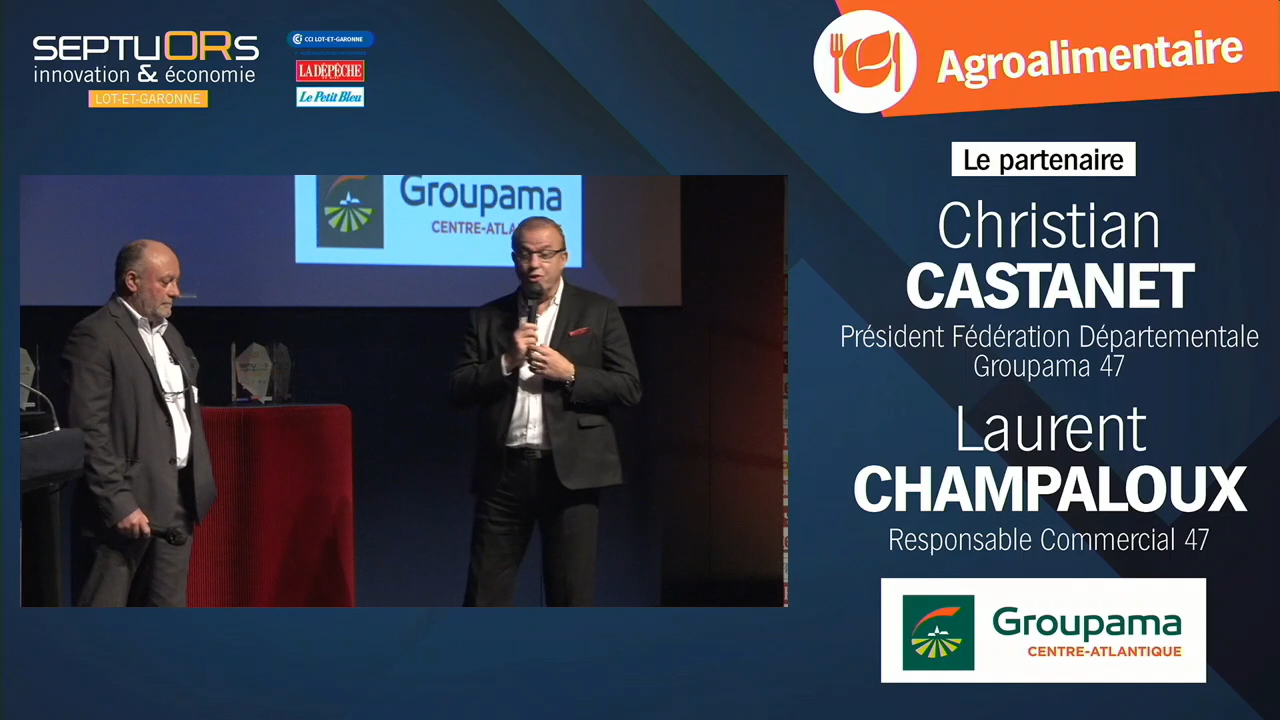 SEPTUORS
innovation & économie
LOT-ET-GARONNE
CCI LOT-ET-GARONNE
LA DÉPÊCHE
Le Petit Bleu
Agroalimentaire
Le partenaire
Christian
CASTANET
Président Fédération Départementale
Groupama 47
Laurent
CHAMPALOUX
Responsable Commercial 47
Groupama
CENTRE-ATLANTIQUE
Groupama
CENTRE-ATLA